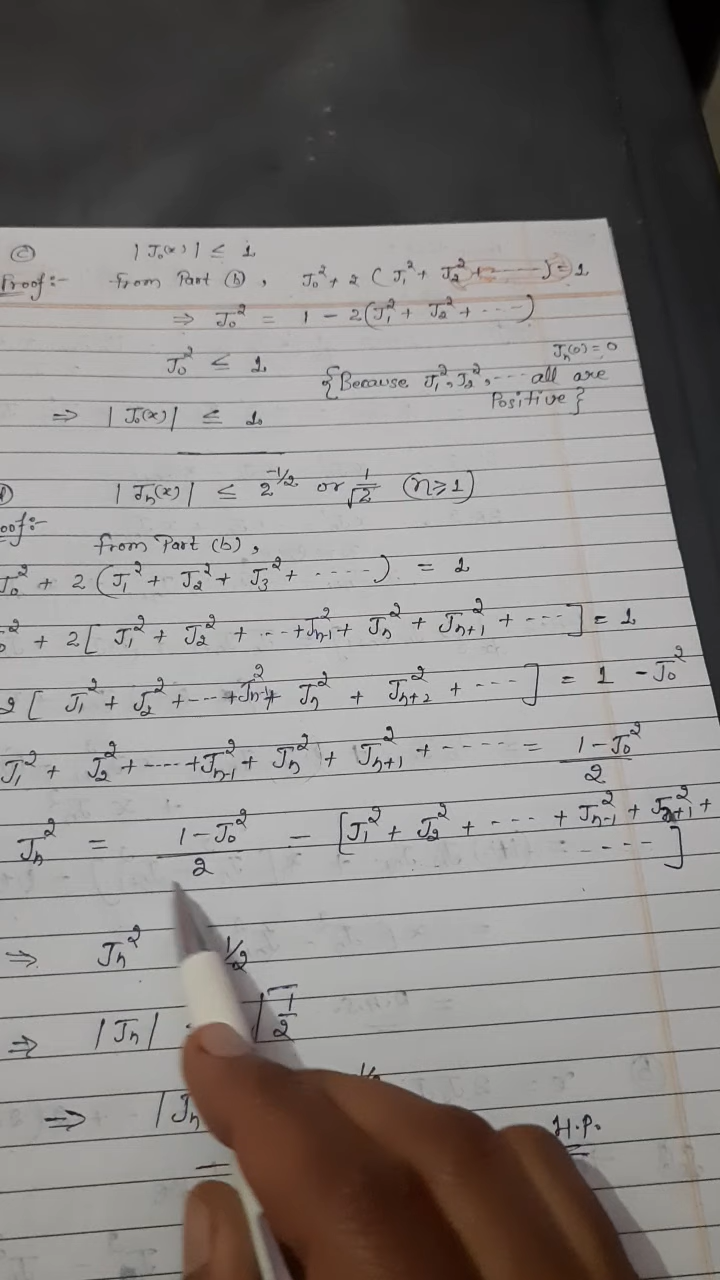 (c) |J₀(x)| ≤ 1
Proof:- from Part (b), J₀² + 2 (J₁² + J₂² + ------) = 1
⇒ J₀² = 1 - 2(J₁² + J₂² + ---)
Jₙ(0) = 0
J₀² ≤ 1 {Because J₁², J₂², --- all are
Positive}
⇒ |J₀(x)| ≤ 1
|Jₙ(x)| ≤ 2^(-1/2) or 1/√2 (n ≥ 1)
oof:-
from Part (b),
J₀² + 2 (J₁² + J₂² + J₃² + ----) = 1
₀² + 2[ J₁² + J₂² + --- + Jₙ₋₁² + Jₙ² + Jₙ₊₁² + --- ] = 1
2 [ J₁² + J₂² + --- + Jₙ₋₁² + Jₙ² + Jₙ₊₂² + --- ] = 1 - J₀²
J₁² + J₂² + ---- + Jₙ₋₁² + Jₙ² + Jₙ₊₁² + ---- = (1 - J₀²)/2
Jₙ² = (1 - J₀²)/2 - [J₁² + J₂² + --- + Jₙ₋₁² + Jₙ₊₁² +
---- ]
⇒ Jₙ² 1/2
⇒ |Jₙ| √(1/2)
⇒ |Jₙ
H.P.